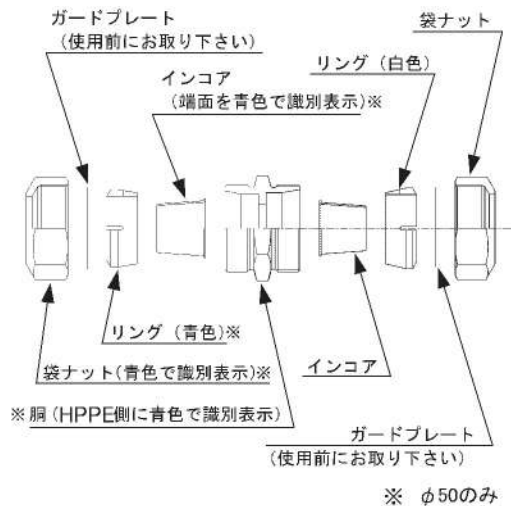 ガードプレート
(使用前にお取り下さい)
袋ナット
リング(白色)
インコア
(端面を青色で識別表示)※
リング(青色)※
袋ナット(青色で識別表示)※
インコア
※胴(HPPE側に青色で識別表示)
ガードプレート
(使用前にお取り下さい)
※ φ50のみ